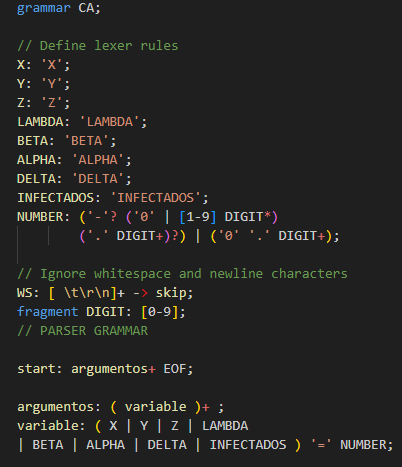 grammar CA;
// Define lexer rules
X: 'X';
Y: 'Y';
Z: 'Z';
LAMBDA: 'LAMBDA';
BETA: 'BETA';
ALPHA: 'ALPHA';
DELTA: 'DELTA';
INFECTADOS: 'INFECTADOS';
NUMBER: ('-'? ('0' | [1-9] DIGIT*)
('.' DIGIT+)?) | ('0' '.' DIGIT+);
// Ignore whitespace and newline characters
WS: [ \t\r\n]+ -> skip;
fragment DIGIT: [0-9];
// PARSER GRAMMAR
start: argumentos+ EOF;
argumentos: ( variable )+ ;
variable: ( X | Y | Z | LAMBDA
| BETA | ALPHA | DELTA | INFECTADOS ) '=' NUMBER;